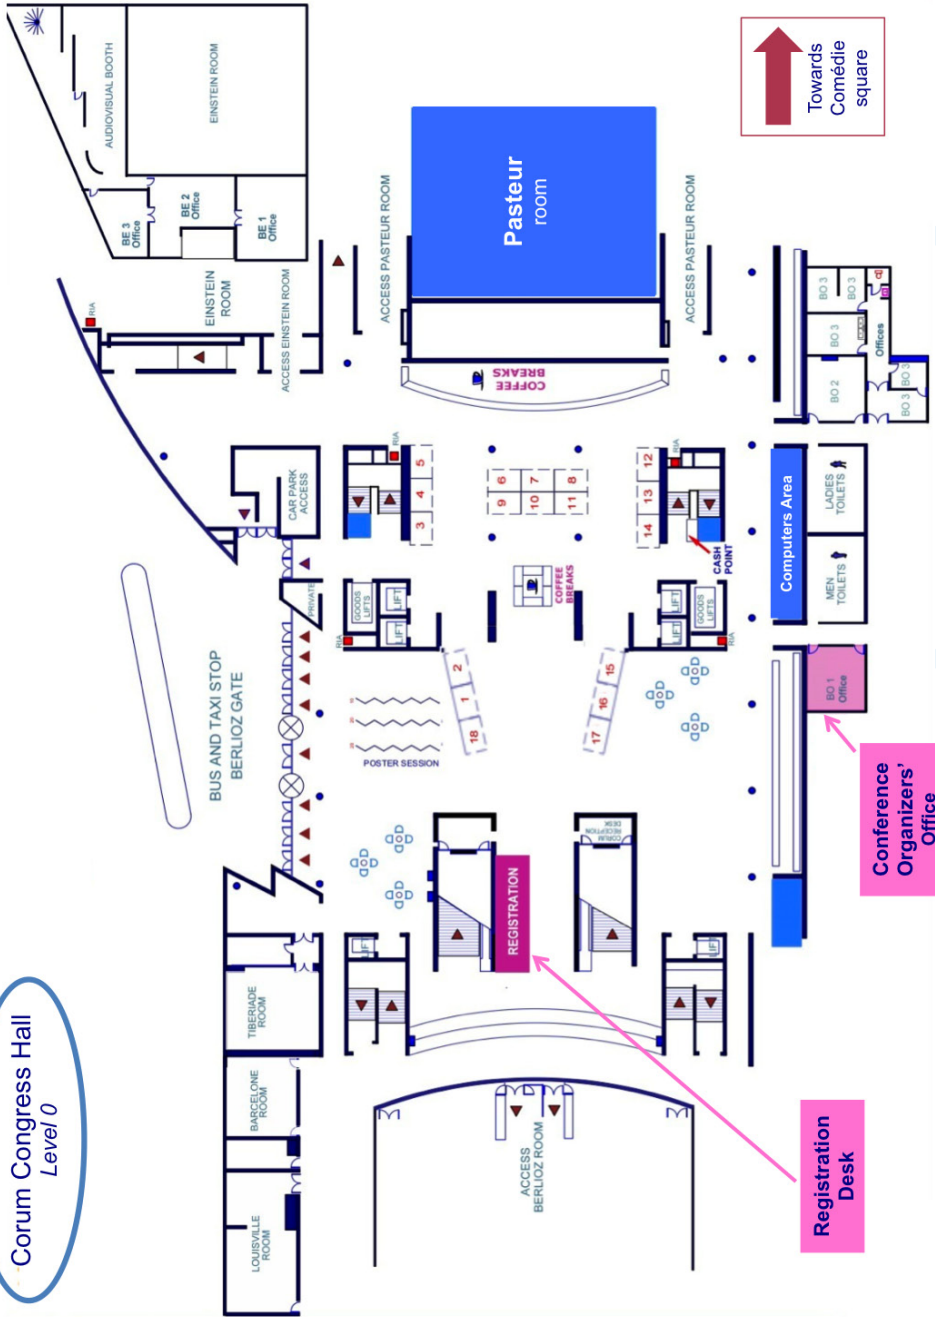 Corum Congress Hall
Level 0
Towards
Comédie
square
AUDIOVISUAL BOOTH
EINSTEIN ROOM
BE 3
Office
BE 2
Office
BE 1
Office
EINSTEIN
ROOM
ACCESS EINSTEIN ROOM
RIA
ACCESS PASTEUR ROOM
Pasteur
room
ACCESS PASTEUR ROOM
COFFEE
BREAKS
BO 3
BO 3
BO 3
Offices
BO 2
BO 3
BO 3
CAR PARK
ACCESS
RIA
5
4
3
6
7
8
9
10
11
12
13
14
RIA
CASH
POINT
COFFEE
BREAKS
Computers Area
LADIES
TOILETS
MEN
TOILETS
PRIVATE
GOODS
LIFTS
LIFT
LIFT
RIA
LIFT
LIFT
GOODS
LIFTS
RIA
BUS AND TAXI STOP
BERLIOZ GATE
2
1
18
15
16
17
POSTER SESSION
BO 1
Office
Conference
Organizers'
Office
CORUM
RECEPTION
DESK
REGISTRATION
LIFT
LIFT
TIBERIADE
ROOM
BARCELONE
ROOM
LOUISVILLE
ROOM
ACCESS
BERLIOZ ROOM
Registration
Desk